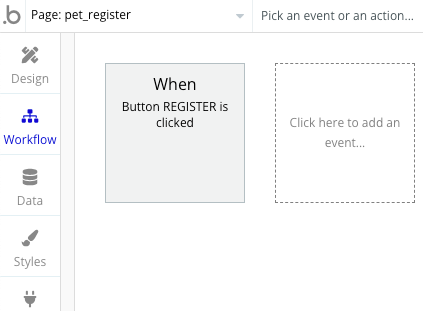 .b
Page: pet_register
Pick an event or an action...
Design
Workflow
Data
Styles
When
Button REGISTER is
clicked
Click here to add an
event...